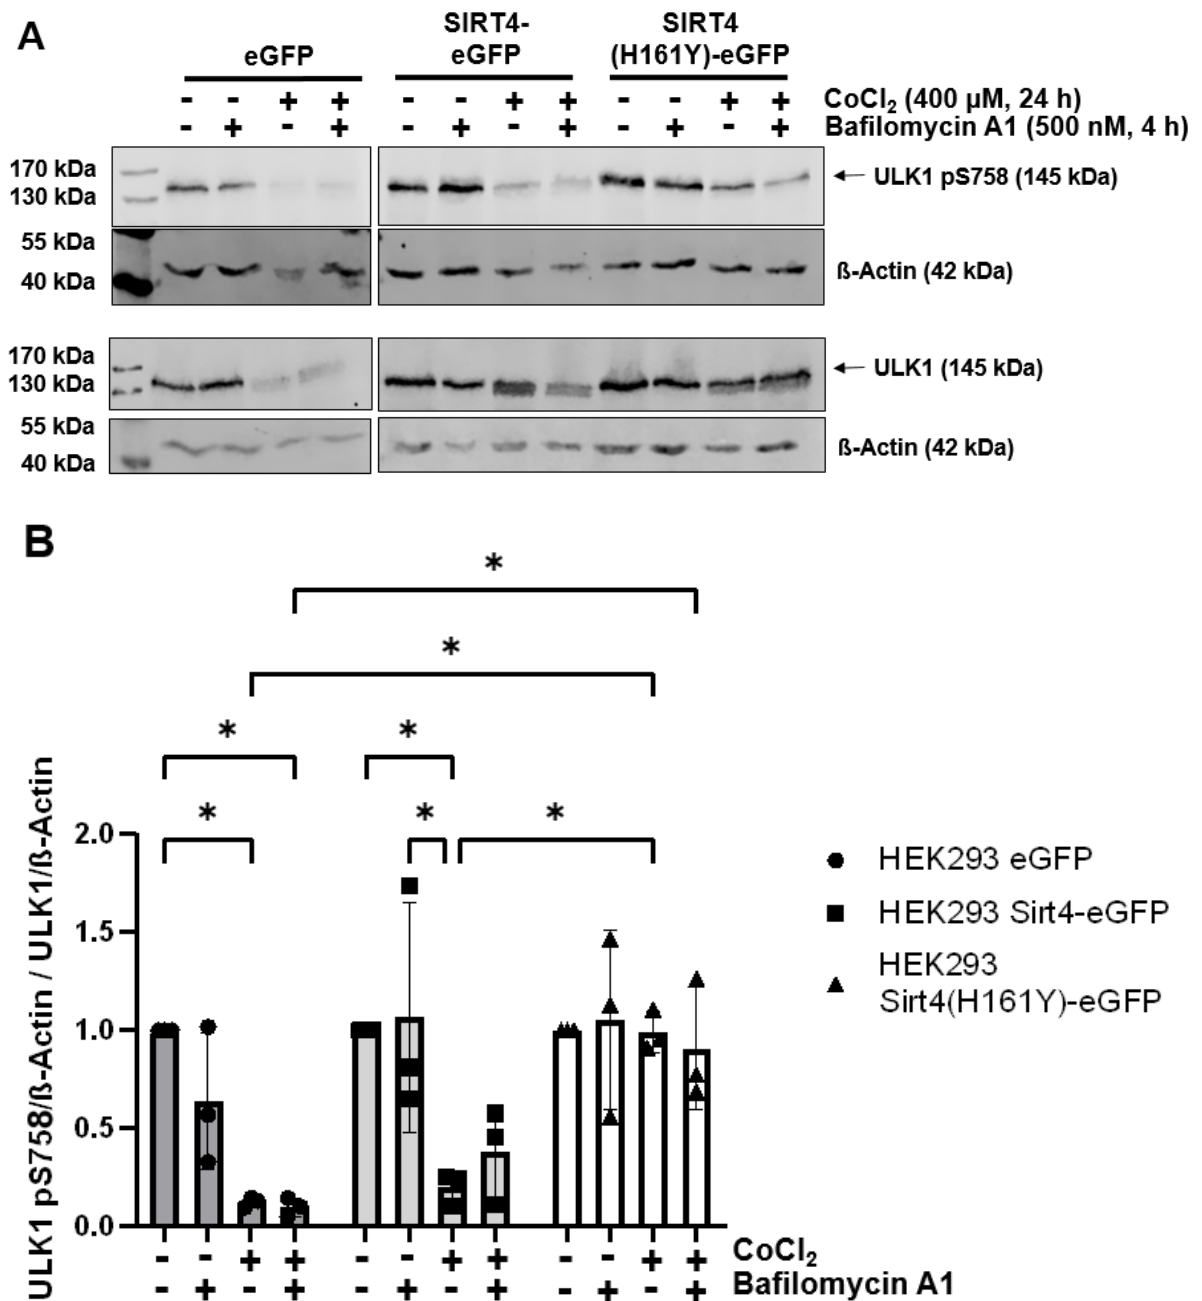 A
eGFP
SIRT4-
eGFP
SIRT4
(H161Y)-eGFP
- - + + - - + + - - + + CoCl₂ (400 µM, 24 h)
- + - + - + - + - + - + Bafilomycin A1 (500 nM, 4 h)
170 kDa
130 kDa
ULK1 pS758 (145 kDa)
55 kDa
40 kDa
ß-Actin (42 kDa)
170 kDa
130 kDa
ULK1 (145 kDa)
55 kDa
40 kDa
ß-Actin (42 kDa)
B
*
*
* *
* * *
ULK1 pS758/ß-Actin / ULK1/ß-Actin
2.0
1.5
1.0
0.5
0.0
HEK293 eGFP
HEK293 Sirt4-eGFP
HEK293
Sirt4(H161Y)-eGFP
- - + + - - + + - - + + CoCl₂
- + - + - + - + - + - + Bafilomycin A1